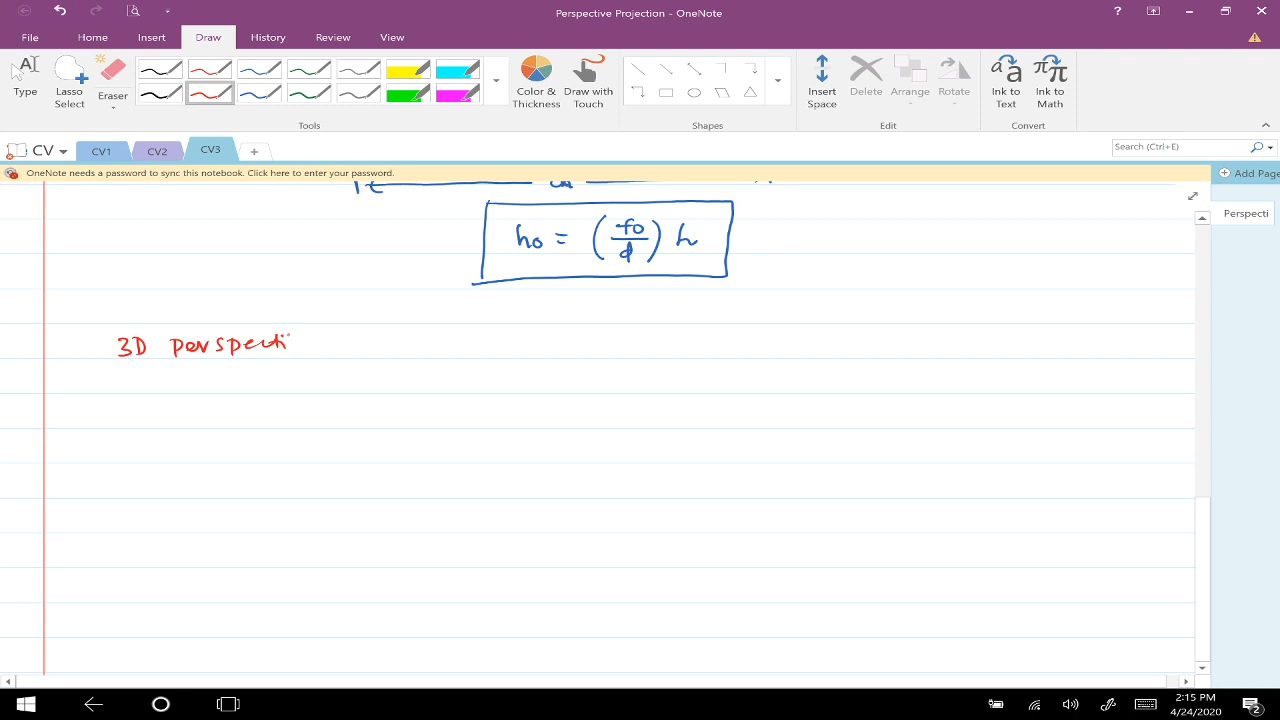 Perspective Projection - OneNote
File Home Insert Draw History Review View
Type
Lasso Select
Eraser
Color & Thickness
Draw with Touch
Insert Space
Delete
Arrange
Rotate
Ink to Text
Ink to Math
Tools
Shapes
Edit
Convert
CV CV1 CV2 CV3
Search (Ctrl+E)
OneNote needs a password to sync this notebook. Click here to enter your password.
Add Page
Perspecti
h₀ = (f₀/d) h
3D perspecti
2:15 PM
4/24/2020
2